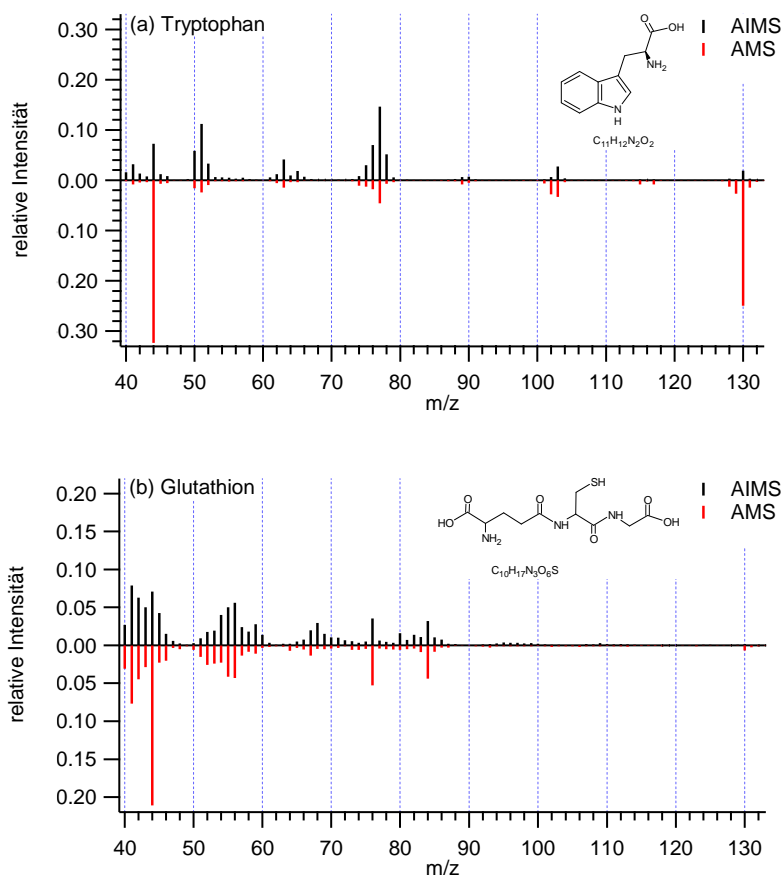 (a) Tryptophan
AIMS
AMS
O
OH
NH2
N
H
C11H12N2O2
relative Intensität
0.30
0.20
0.10
0.00
0.10
0.20
0.30
40 50 60 70 80 90 100 110 120 130
m/z
(b) Glutathion
AIMS
AMS
SH
O O O
HO NH HN OH
NH2 O
C10H17N3O6S
relative Intensität
0.20
0.15
0.10
0.05
0.00
0.05
0.10
0.15
0.20
40 50 60 70 80 90 100 110 120 130
m/z